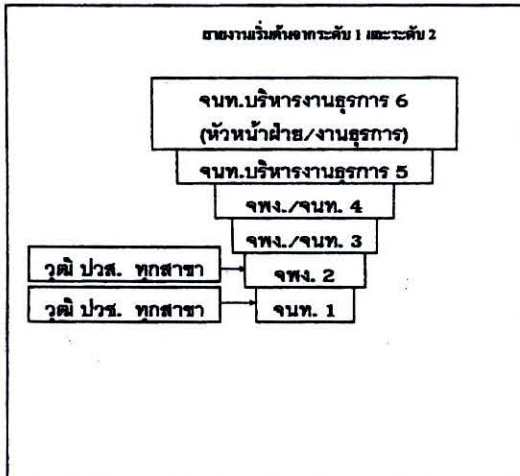 สายงานเริ่มต้นจากระดับ 1 และระดับ 2
จนท.บริหารงานธุรการ 6
(หัวหน้าฝ่าย/งานธุรการ)
จนท.บริหารงานธุรการ 5
จพง./จนท. 4
จพง./จนท. 3
วุฒิ ปวส. ทุกสาขา
จพง. 2
วุฒิ ปวช. ทุกสาขา
จนท. 1